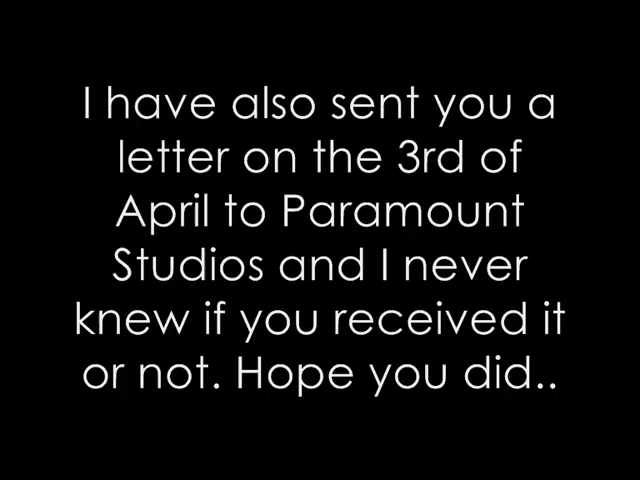 I have also sent you a
letter on the 3rd of
April to Paramount
Studios and I never
knew if you received it
or not. Hope you did..